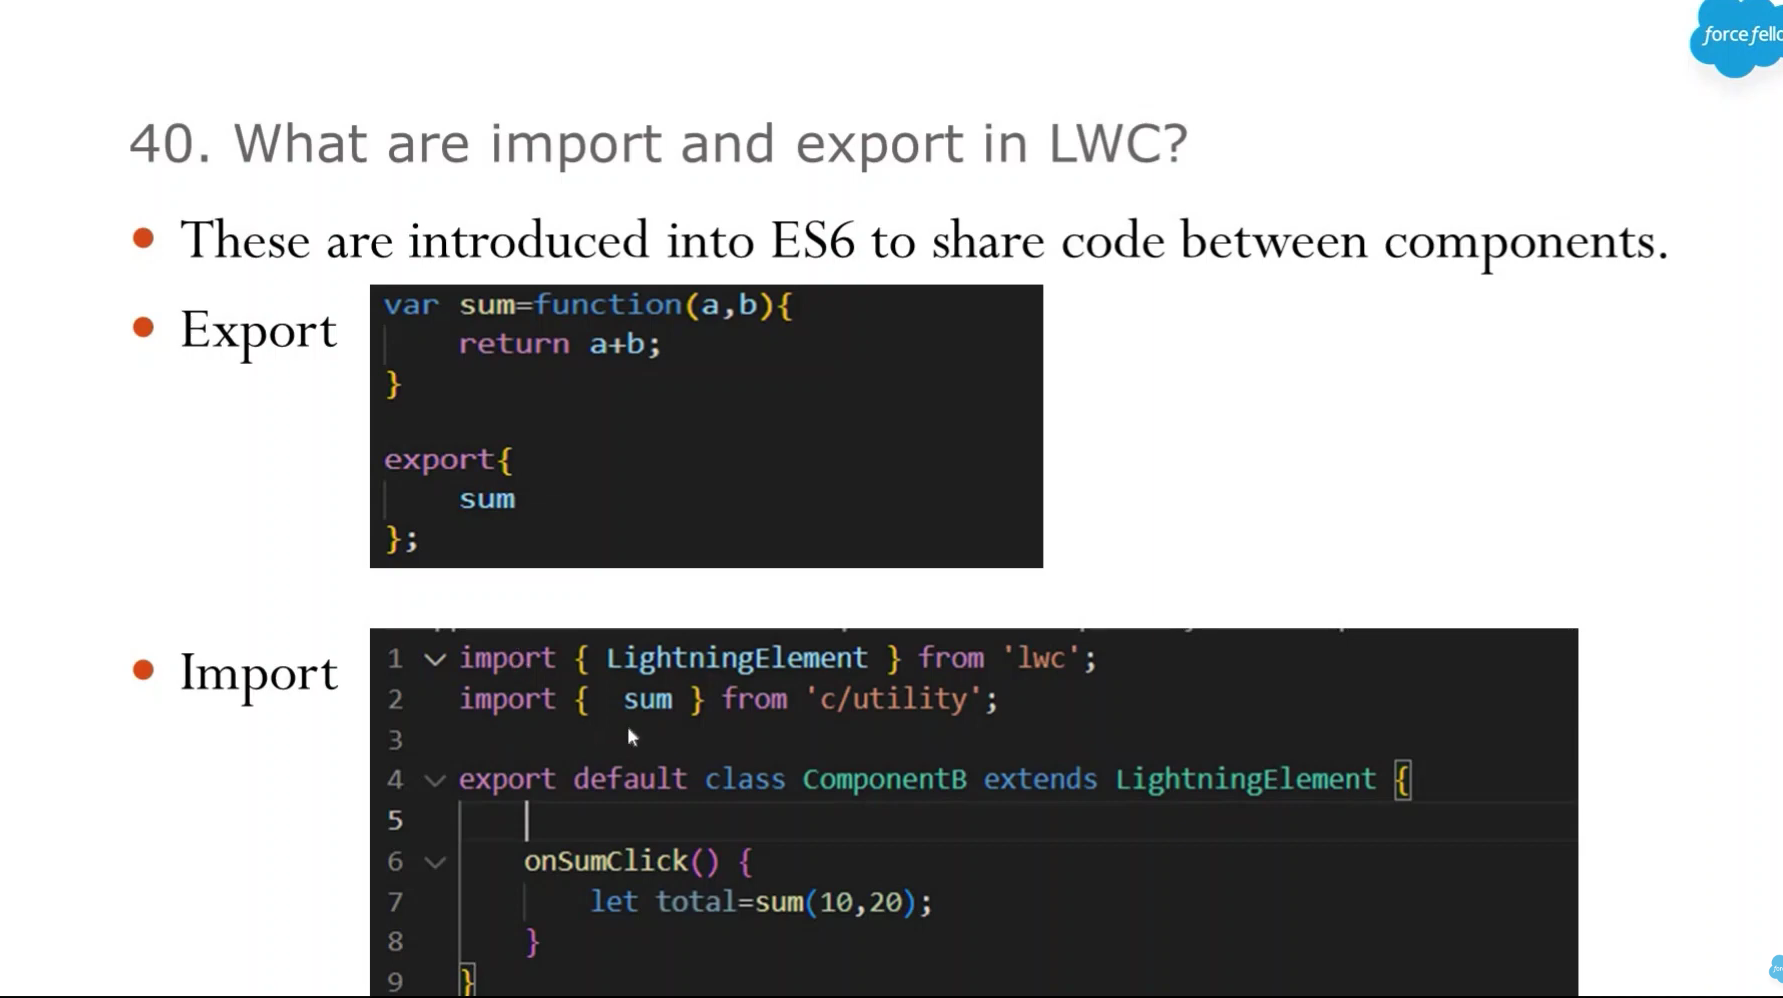 force fello
40. What are import and export in LWC?
These are introduced into ES6 to share code between components.
Export
var sum=function(a,b){
return a+b;
}
export{
sum
};
Import
1 import { LightningElement } from 'lwc';
2 import {  sum } from 'c/utility';
3
4 export default class ComponentB extends LightningElement {
5
6 onSumClick() {
7 let total=sum(10,20);
8 }
9 }